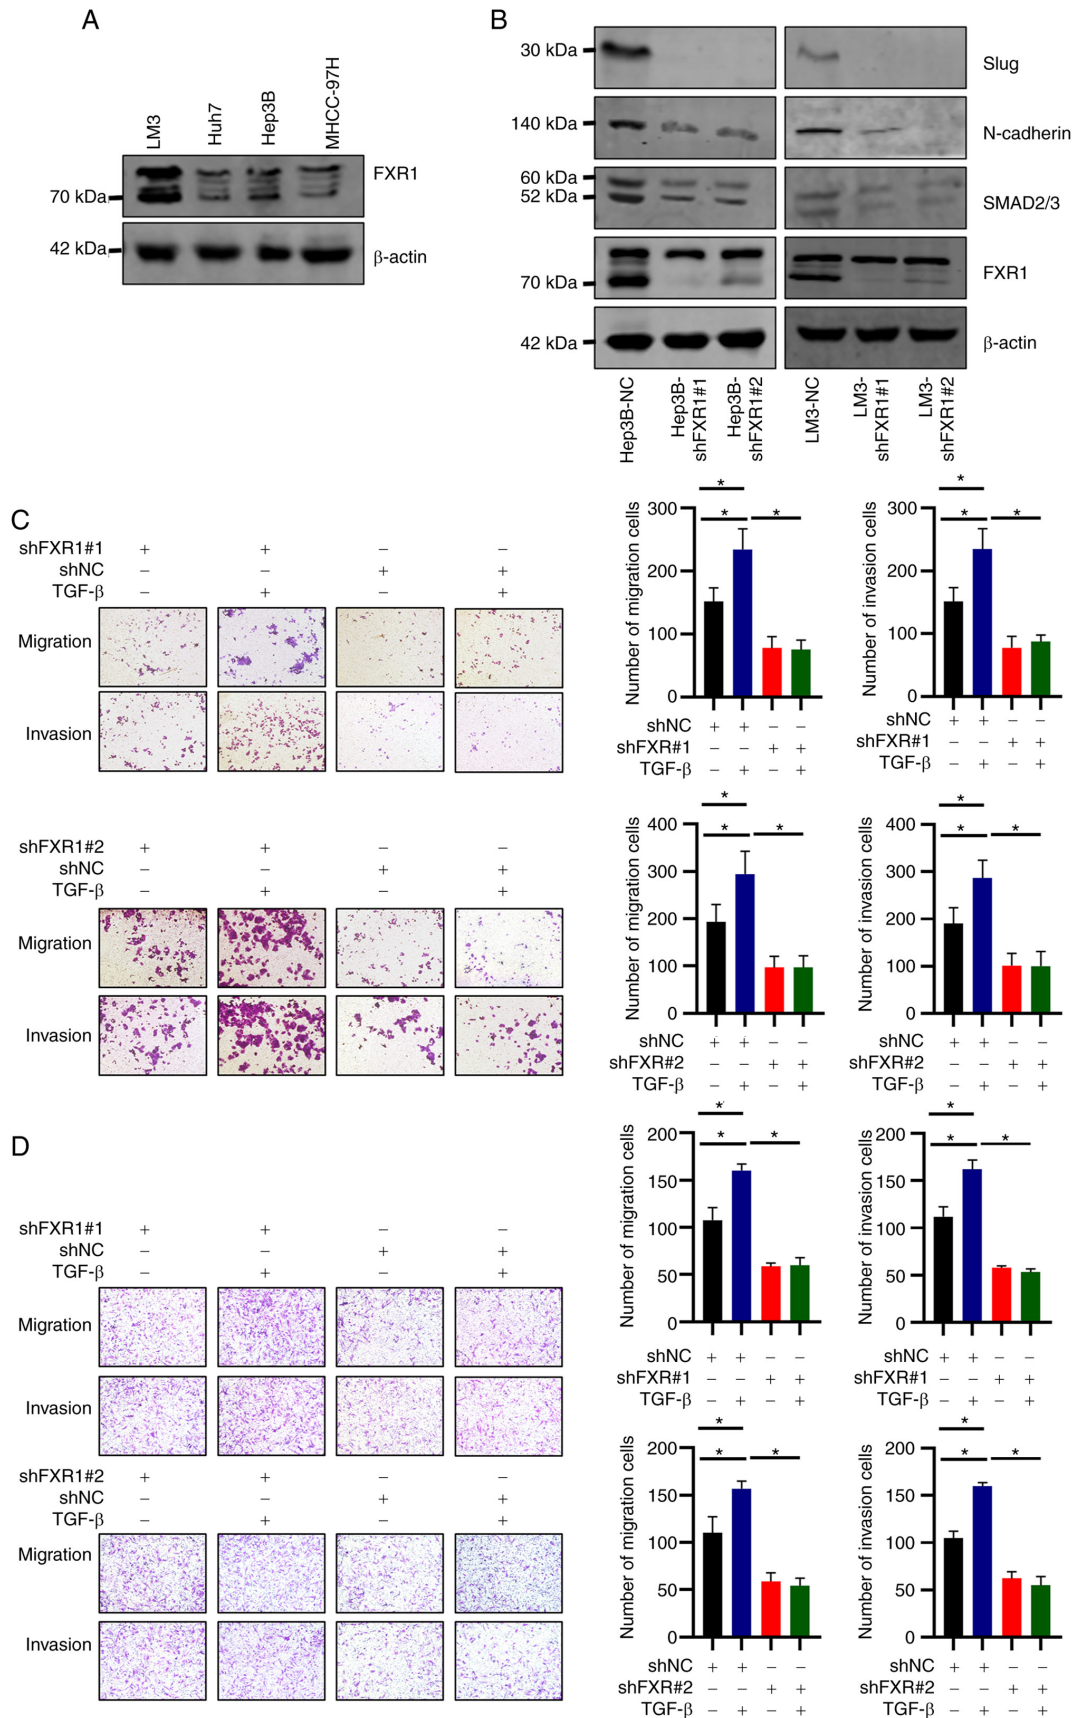 A
LM3
Huh7
Hep3B
MHCC-97H
70 kDa
FXR1
42 kDa
β-actin
B
30 kDa
Slug
140 kDa
N-cadherin
60 kDa
52 kDa
SMAD2/3
70 kDa
FXR1
42 kDa
β-actin
Hep3B-NC
Hep3B-
shFXR1#1
Hep3B-
shFXR1#2
LM3-NC
LM3-
shFXR1#1
LM3-
shFXR1#2
C
shFXR1#1 + + – –
shNC – – + +
TGF-β – + – +
Migration
Invasion
Number of migration cells
300
200
100
0
* * *
shNC + + – –
shFXR#1 – – + +
TGF-β – + – +
Number of invasion cells
300
200
100
0
* * *
shNC + + – –
shFXR#1 – – + +
TGF-β – + – +
shFXR1#2 + + – –
shNC – – + +
TGF-β – + – +
Migration
Invasion
Number of migration cells
400
300
200
100
0
* * *
shNC + + – –
shFXR#2 – – + +
TGF-β – + – +
Number of invasion cells
400
300
200
100
0
* * *
shNC + + – –
shFXR#2 – – + +
TGF-β – + – +
D
shFXR1#1 + + – –
shNC – – + +
TGF-β – + – +
Migration
Invasion
Number of migration cells
200
150
100
50
0
* * *
shNC + + – –
shFXR#1 – – + +
TGF-β – + – +
Number of invasion cells
200
150
100
50
0
* * *
shNC + + – –
shFXR#1 – – + +
TGF-β – + – +
shFXR1#2 + + – –
shNC – – + +
TGF-β – + – +
Migration
Invasion
Number of migration cells
200
150
100
50
0
* * *
shNC + + – –
shFXR#2 – – + +
TGF-β – + – +
Number of invasion cells
200
150
100
50
0
* * *
shNC + + – –
shFXR#2 – – + +
TGF-β – + – +